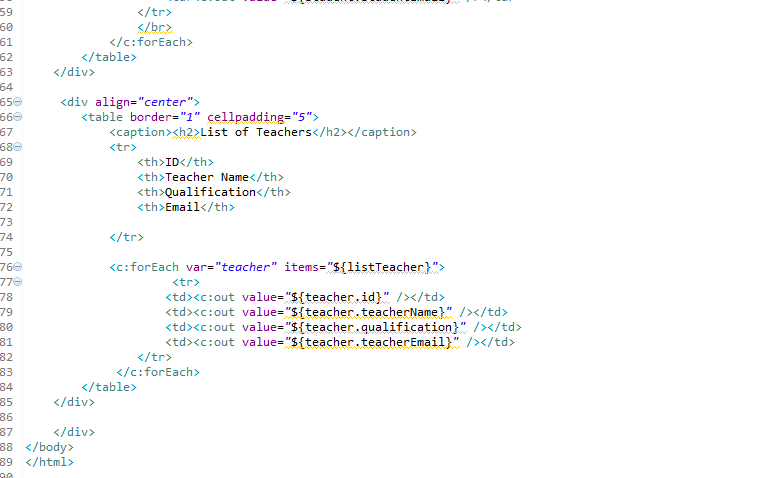 59 </tr>
60 </br>
61 </c:forEach>
62 </table>
63 </div>
64
65 <div align="center">
66 <table border="1" cellpadding="5">
67 <caption><h2>List of Teachers</h2></caption>
68 <tr>
69 <th>ID</th>
70 <th>Teacher Name</th>
71 <th>Qualification</th>
72 <th>Email</th>
73
74 </tr>
75
76 <c:forEach var="teacher" items="${listTeacher}">
77 <tr>
78 <td><c:out value="${teacher.id}" /></td>
79 <td><c:out value="${teacher.teacherName}" /></td>
80 <td><c:out value="${teacher.qualification}" /></td>
81 <td><c:out value="${teacher.teacherEmail}" /></td>
82 </tr>
83 </c:forEach>
84 </table>
85 </div>
86
87 </div>
88 </body>
89 </html>
90